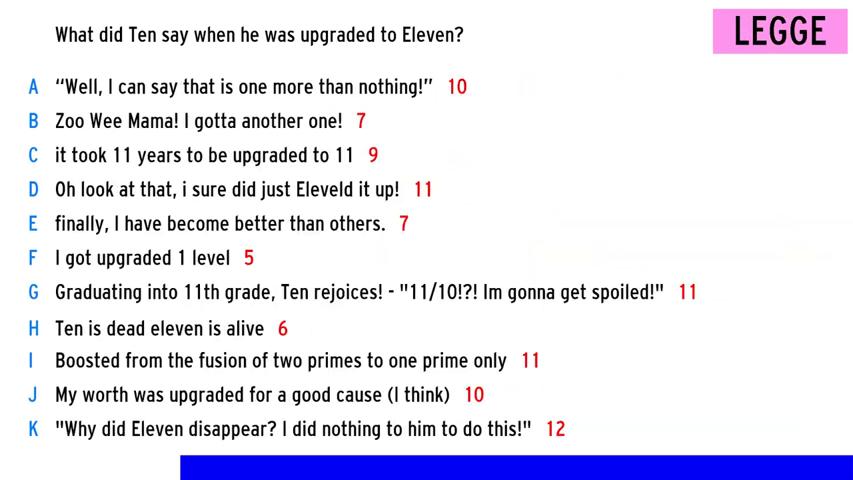 What did Ten say when he was upgraded to Eleven?
LEGGE
A “Well, I can say that is one more than nothing!” 10
B Zoo Wee Mama! I gotta another one! 7
C it took 11 years to be upgraded to 11 9
D Oh look at that, i sure did just Eleveld it up! 11
E finally, I have become better than others. 7
F I got upgraded 1 level 5
G Graduating into 11th grade, Ten rejoices! - "11/10!?! Im gonna get spoiled!" 11
H Ten is dead eleven is alive 6
I Boosted from the fusion of two primes to one prime only 11
J My worth was upgraded for a good cause (I think) 10
K "Why did Eleven disappear? I did nothing to him to do this!" 12